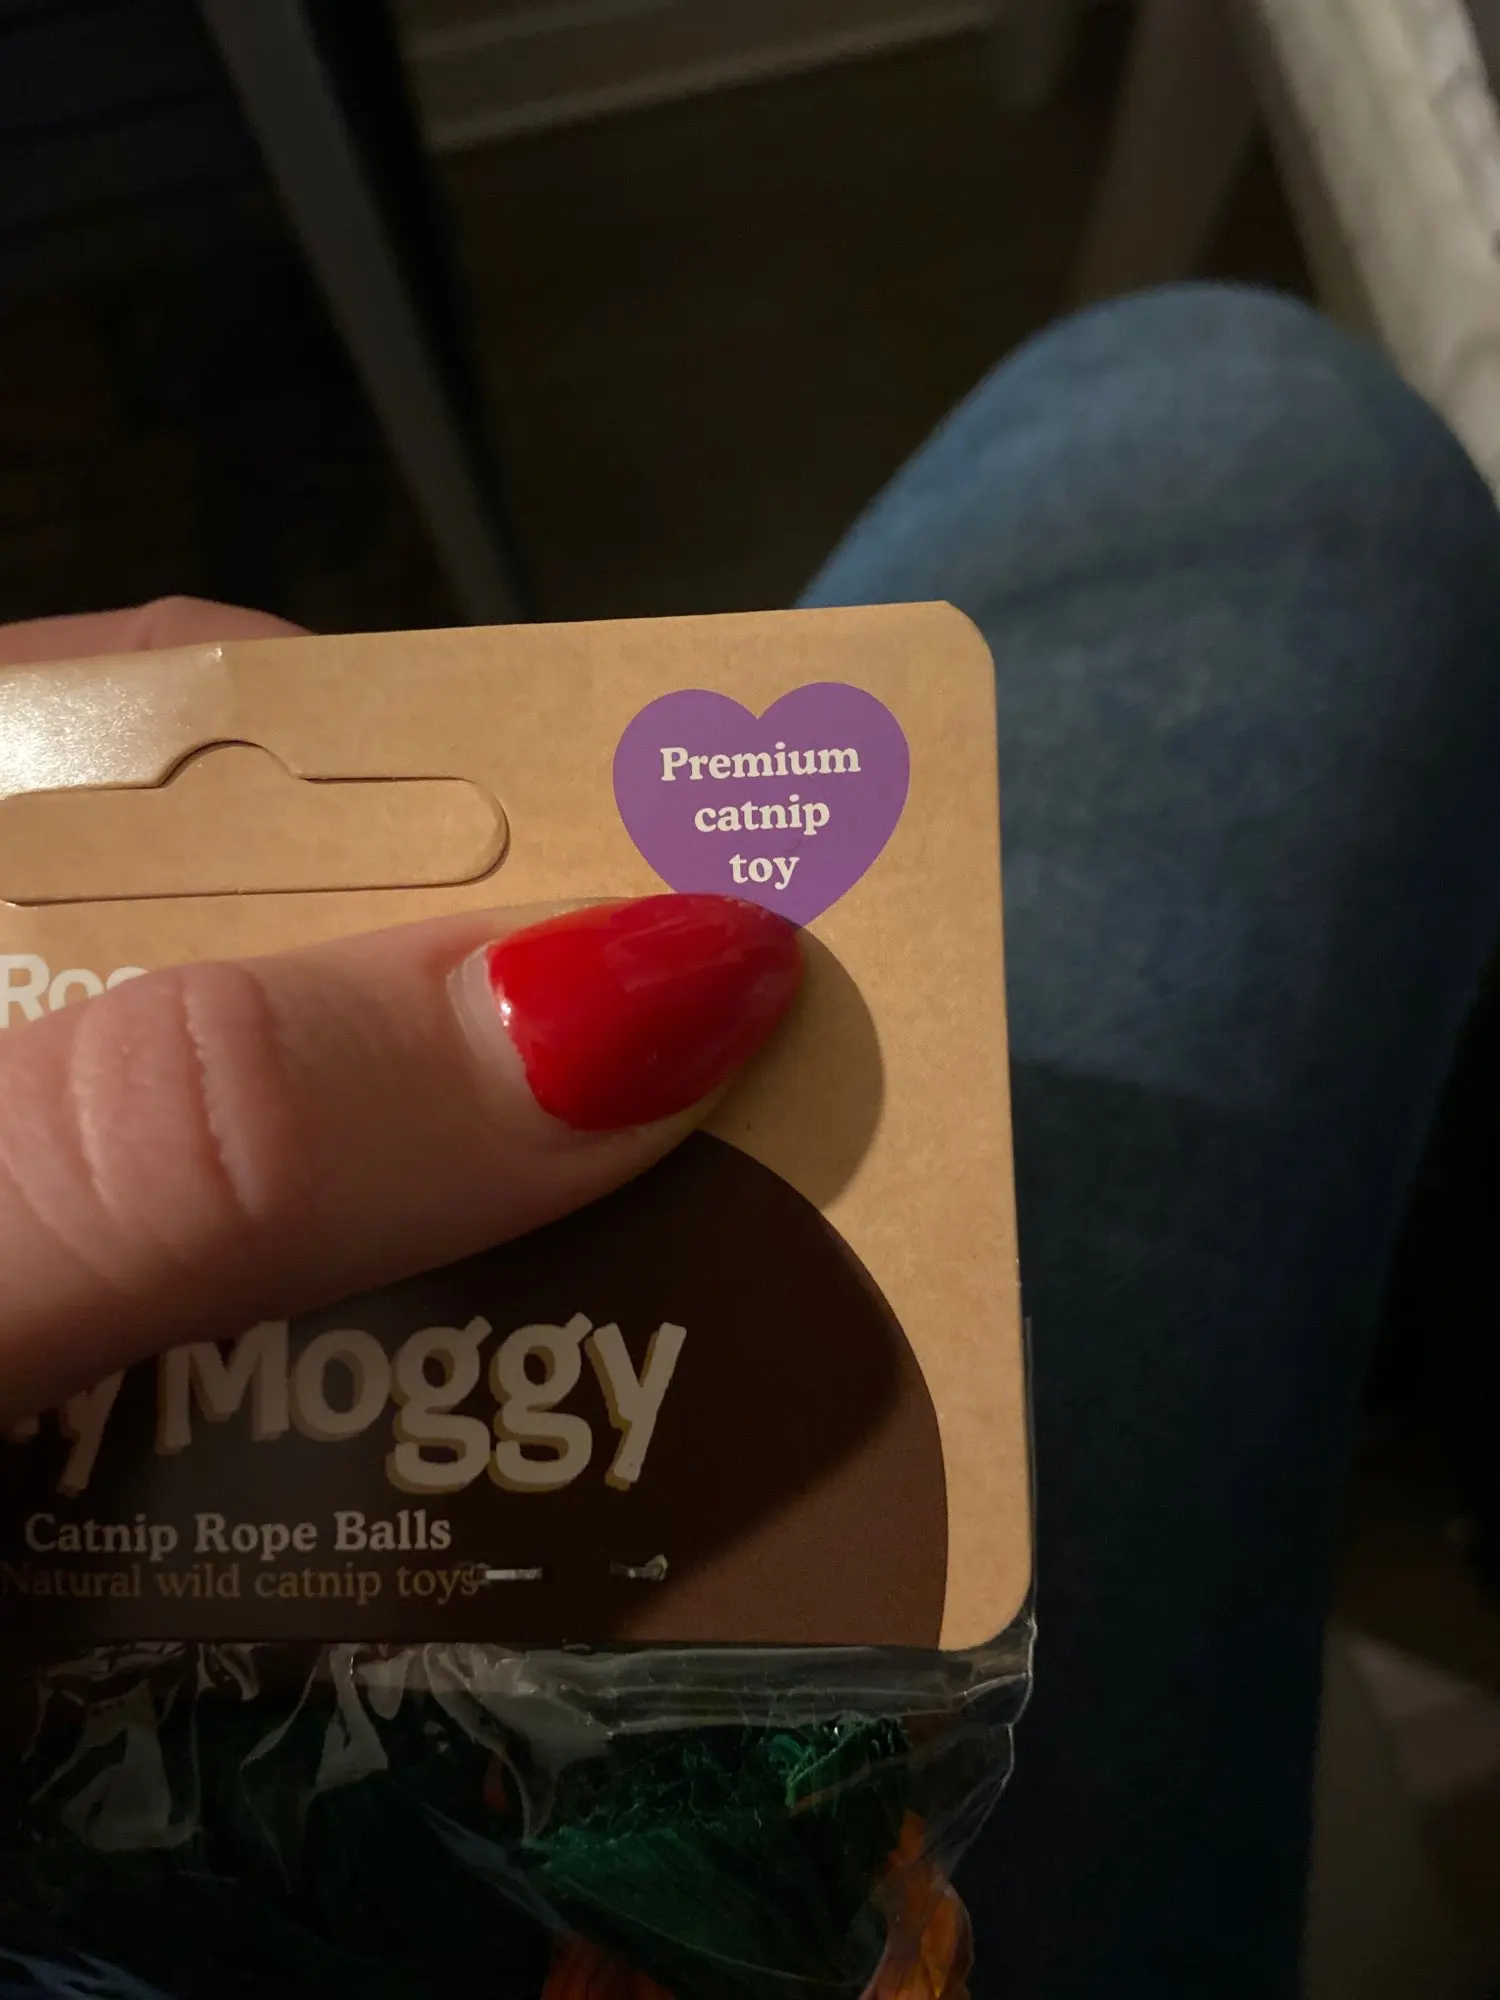 Premium
catnip
toy
Moggy
Catnip Rope Balls
Natural wild catnip toys